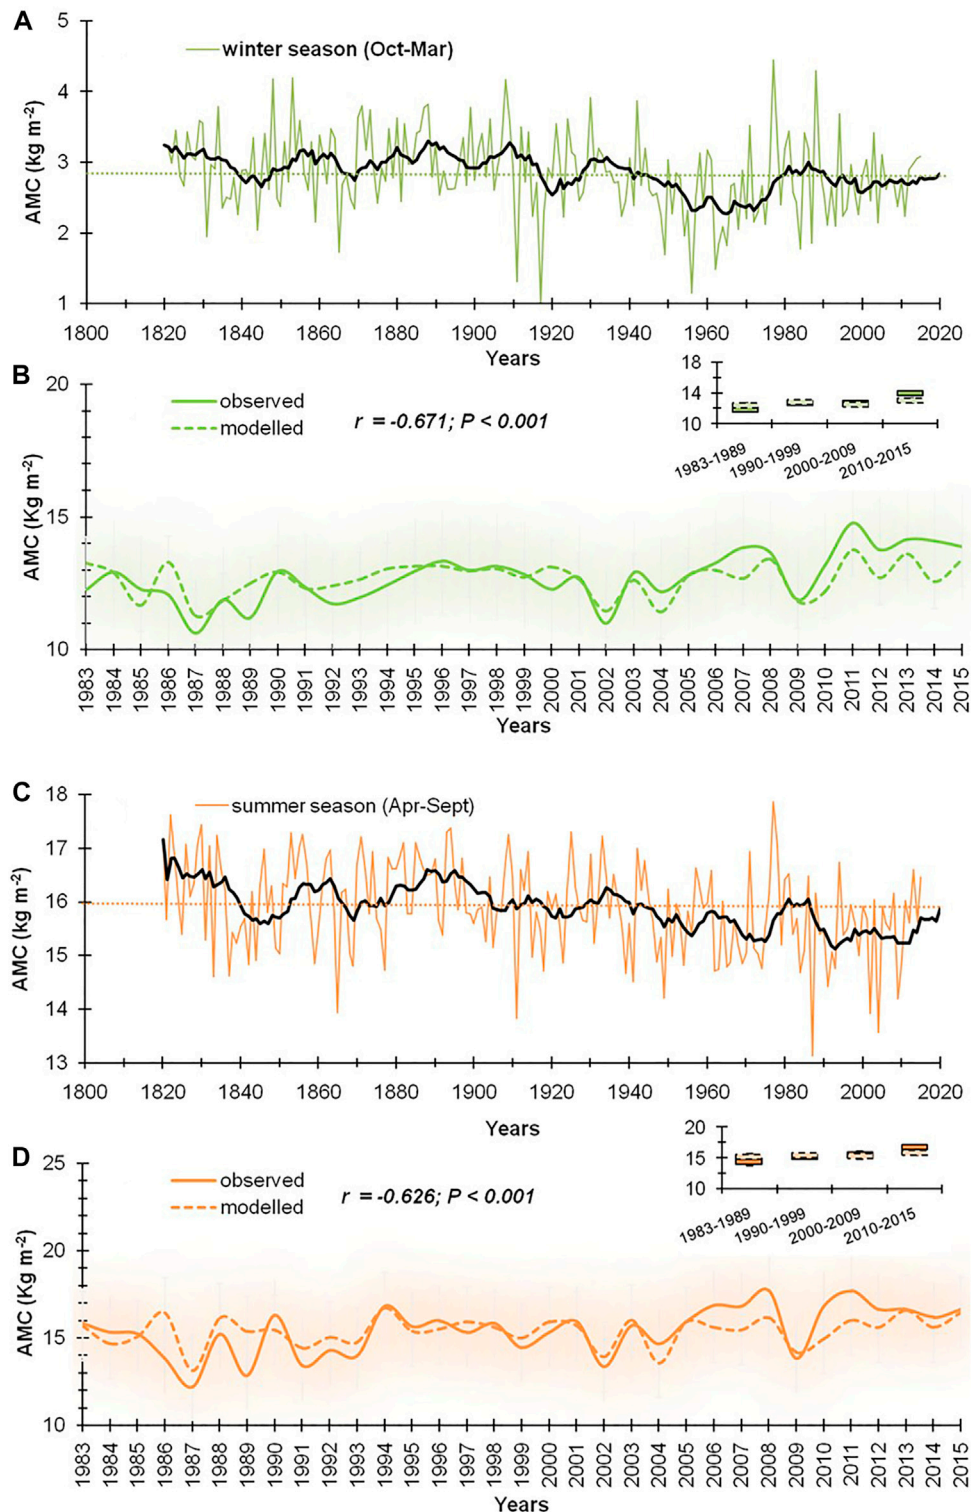 A
5
winter season (Oct-Mar)
4
3
2
1
AMC (kg m-2)
1800 1820 1840 1860 1880 1900 1920 1940 1960 1980 2000 2020
Years
B
20
observed
modelled
r = -0.671; P < 0.001
18
14
10
1983-1989 1990-1999 2000-2009 2010-2015
15
10
AMC (Kg m-2)
1983 1984 1985 1986 1987 1988 1989 1990 1991 1992 1993 1994 1995 1996 1997 1998 1999 2000 2001 2002 2003 2004 2005 2006 2007 2008 2009 2010 2011 2012 2013 2014 2015
Years
C
18
summer season (Apr-Sept)
17
16
15
14
13
AMC (kg m-2)
1800 1820 1840 1860 1880 1900 1920 1940 1960 1980 2000 2020
Years
D
25
observed
modelled
r = -0.626; P < 0.001
20
15
10
1983-1989 1990-1999 2000-2009 2010-2015
20
15
10
AMC (Kg m-2)
1983 1984 1985 1986 1987 1988 1989 1990 1991 1992 1993 1994 1995 1996 1997 1998 1999 2000 2001 2002 2003 2004 2005 2006 2007 2008 2009 2010 2011 2012 2013 2014 2015
Years